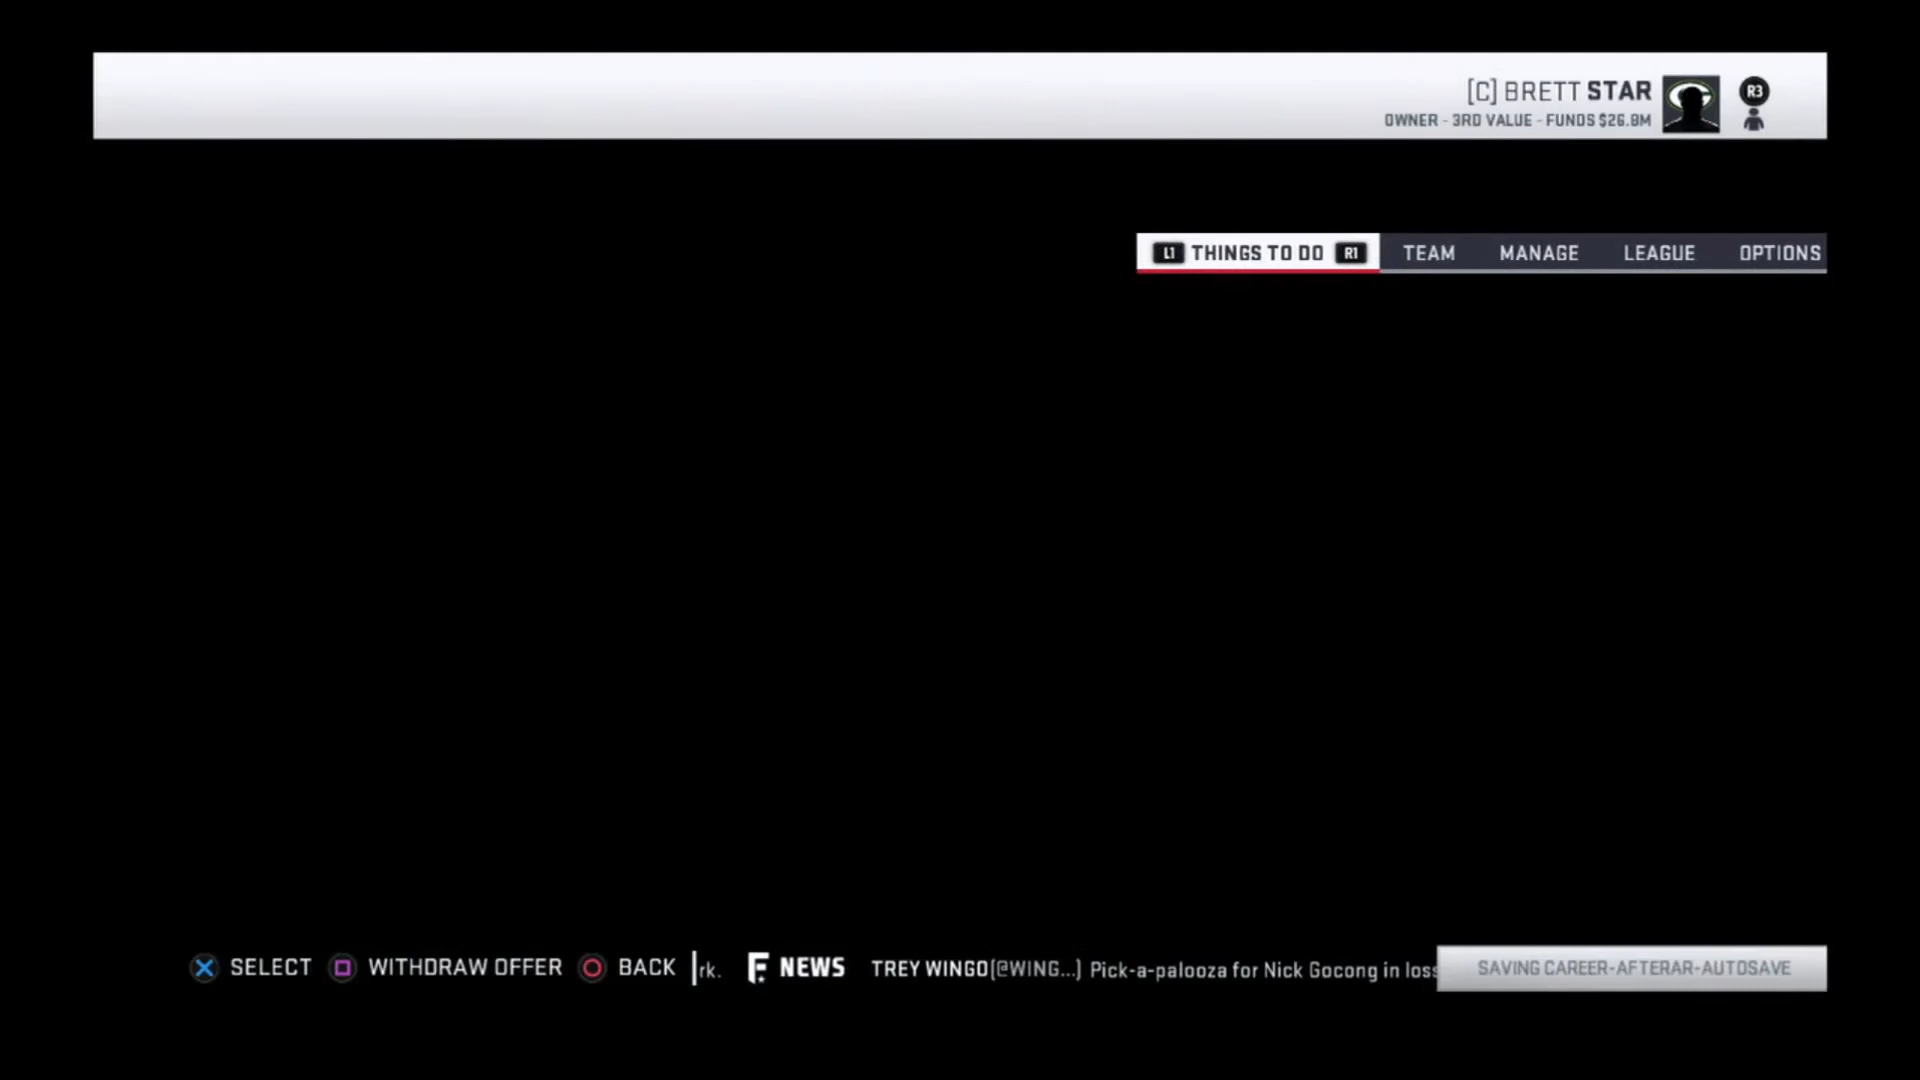 [C] BRETT STAR
OWNER - 3RD VALUE - FUNDS $26.8M
R3
L1 THINGS TO DO R1 TEAM MANAGE LEAGUE OPTIONS
SELECT WITHDRAW OFFER BACK rk. NEWS TREY WINGO(@WING...) Pick-a-palooza for Nick Gocong in loss
SAVING CAREER-AFTERAR-AUTOSAVE